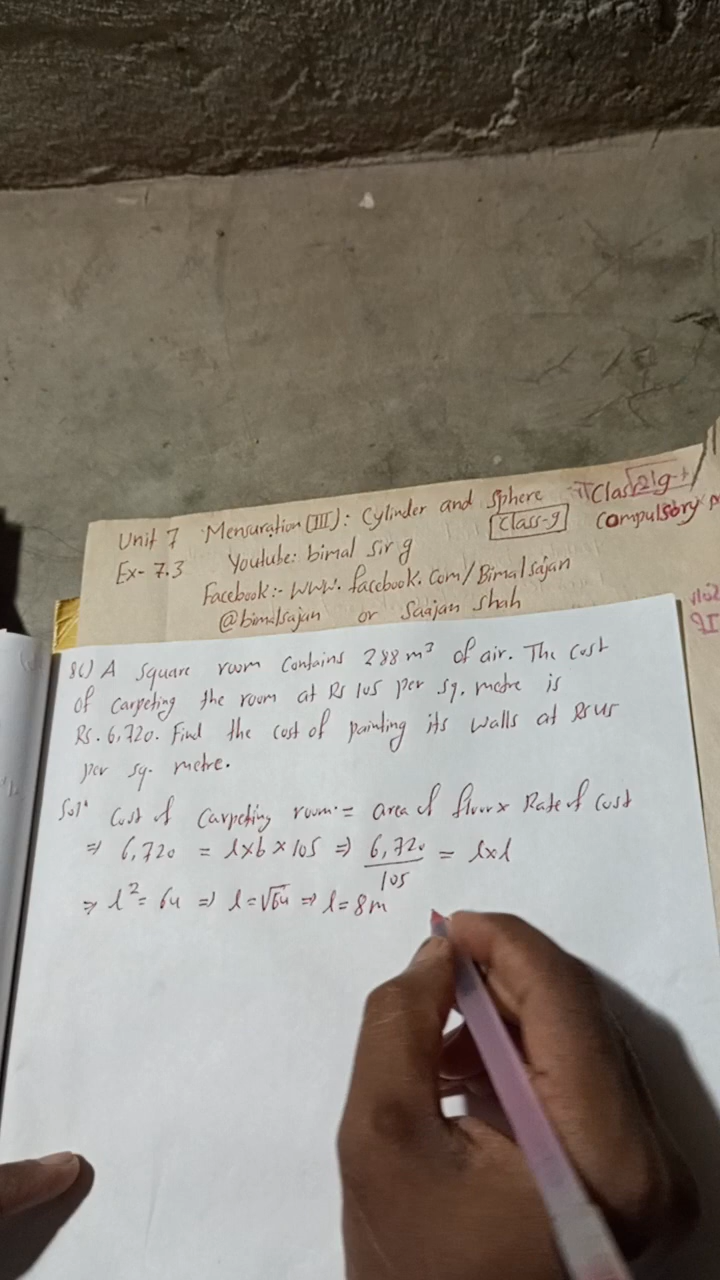 Unit 7 Mensuration (III): Cylinder and Sphere
Class-9
compulsory
Ex- 7.3 Youtube: bimal sir g
Facebook:- www.facebook.com/Bimalsajan
@bimalsajan or Saajan Shah
8c) A square room contains 288 m³ of air. The cost
of carpeting the room at Rs 105 per sq. metre is
Rs. 6,720. Find the cost of painting its walls at Rs 45
per sq. metre.
Solⁿ Cost of carpeting room = area of floor × Rate of cost
⇒ 6,720 = l×b×105 ⇒ 6,720/105 = l×l
⇒ l² = 64 ⇒ l = √64 ⇒ l = 8m